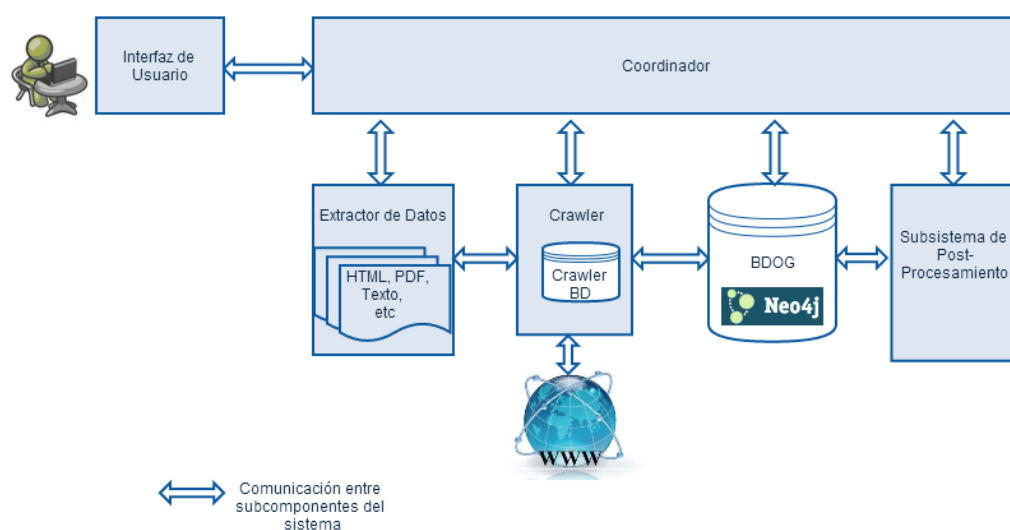 Interfaz de
Usuario
Coordinador
Extractor de Datos
HTML, PDF,
Texto,
etc
Crawler
Crawler
BD
BDOG
Neo4j
Subsistema de
Post-
Procesamiento
WWW
Comunicación entre
subcomponentes del
sistema